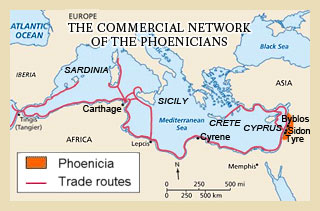 EUROPE
THE COMMERCIAL NETWORK
OF THE PHOENICIANS
ATLANTIC
OCEAN
Black Sea
IBERIA
SARDINIA
ASIA
SICILY
Carthage
Tingis
(Tangier)
Mediterranean
Sea
CRETE
CYPRUS
Byblos
Sidon
Tyre
AFRICA
Leptis
Cyrene
Memphis
Phoenicia
Trade routes
N
0 250 500 mi
0 500 km